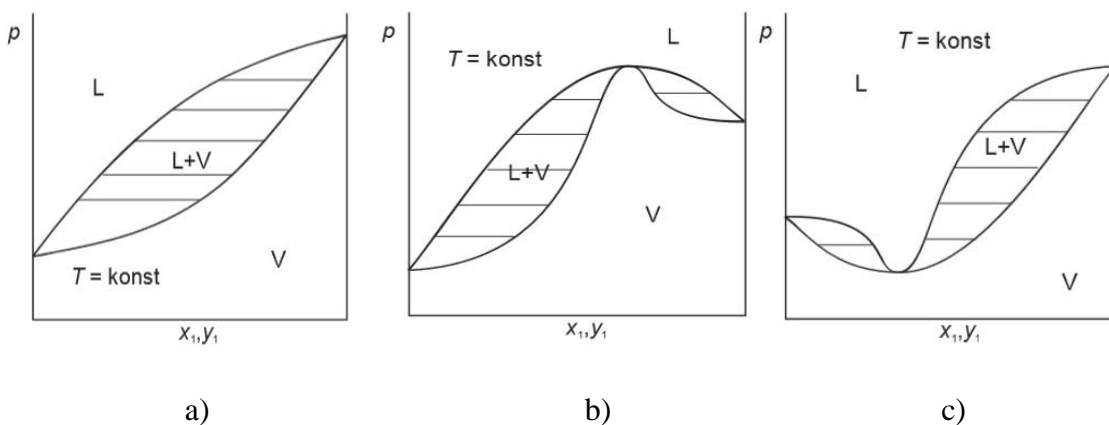 p
L
L+V
V
T = konst
x₁,y₁
a)
p
T = konst
L
L+V
V
x₁,y₁
b)
p
T = konst
L
L+V
V
x₁,y₁
c)